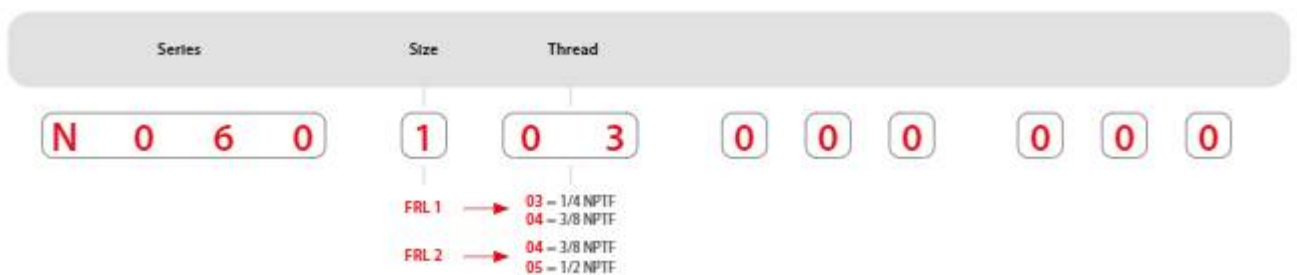 Series Size Thread
N 0 6 0 1 0 3 0 0 0 0 0 0
FRL 1 03 = 1/4 NPTF
04 = 3/8 NPTF
FRL 2 04 = 3/8 NPTF
05 = 1/2 NPTF